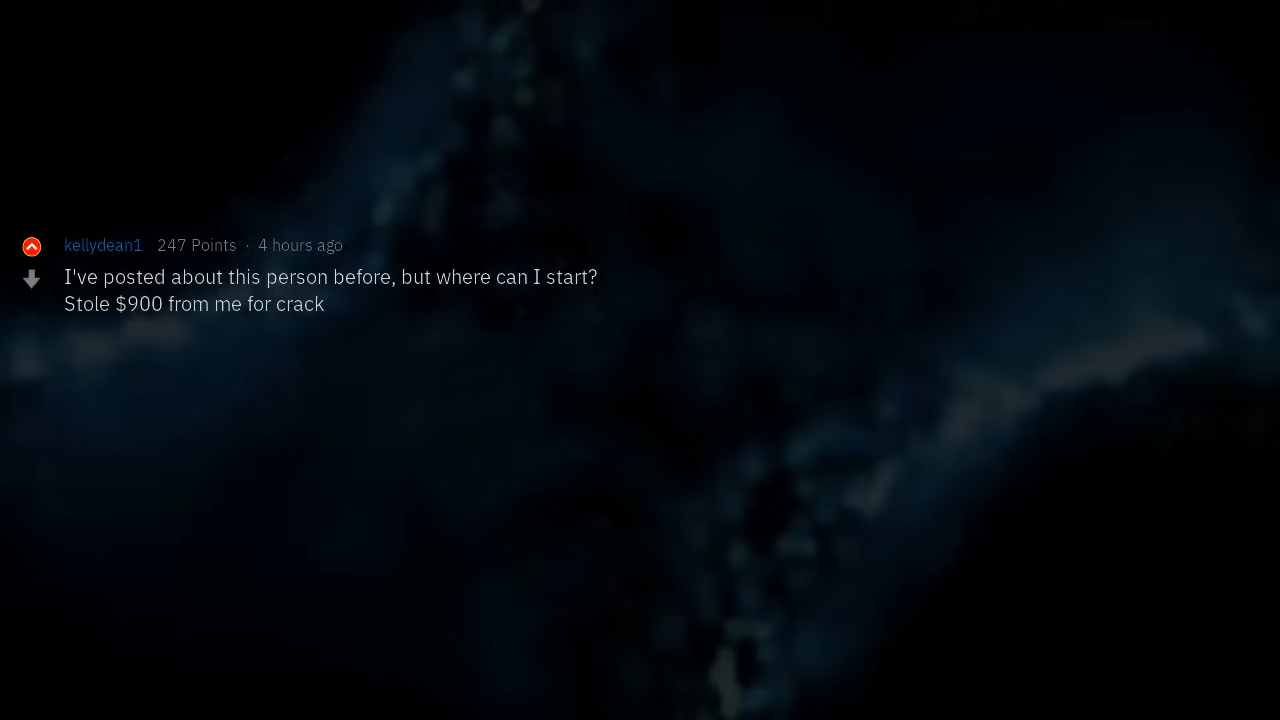 kellydean1 247 Points · 4 hours ago
I've posted about this person before, but where can I start?
Stole $900 from me for crack